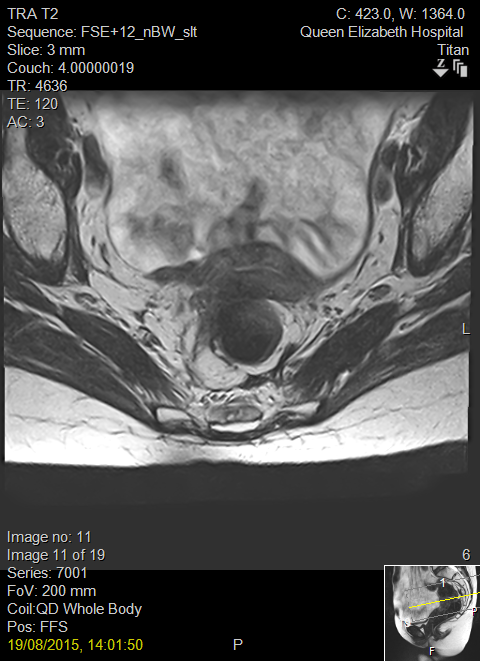 TRA T2
C: 423.0, W: 1364.0
Sequence: FSE+12_nBW_slt
Queen Elizabeth Hospital
Slice: 3 mm
Titan
Couch: 4.00000019
Z
TR: 4636
TE: 120
AC: 3
L
Image no: 11
Image 11 of 19
6
Series: 7001
FoV: 200 mm
1
Coil:QD Whole Body
P
Pos: FFS
19/08/2015, 14:01:50
P
F